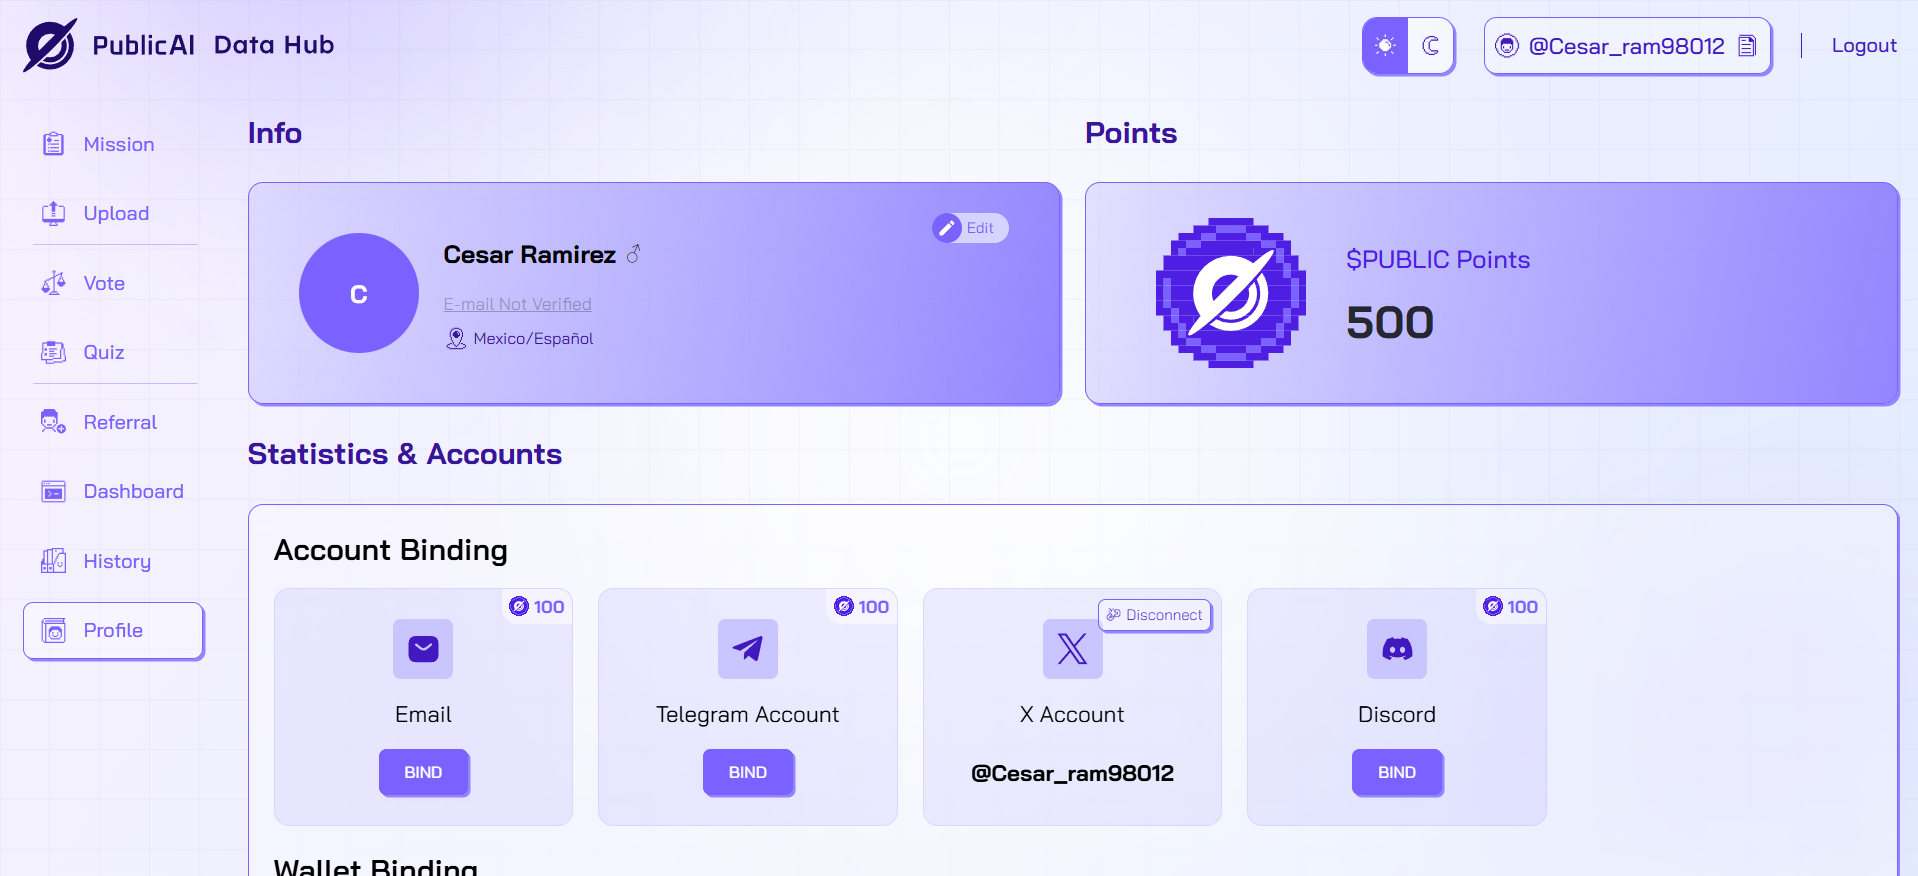 PublicAI Data Hub
@Cesar_ram98012
Logout
Mission
Upload
Vote
Quiz
Referral
Dashboard
History
Profile
Info
Cesar Ramirez
Edit
E-mail Not Verified
Mexico/Español
Points
$PUBLIC Points
500
Statistics & Accounts
Account Binding
100
Email
BIND
100
Telegram Account
BIND
Disconnect
X Account
@Cesar_ram98012
100
Discord
BIND
Wallet Binding